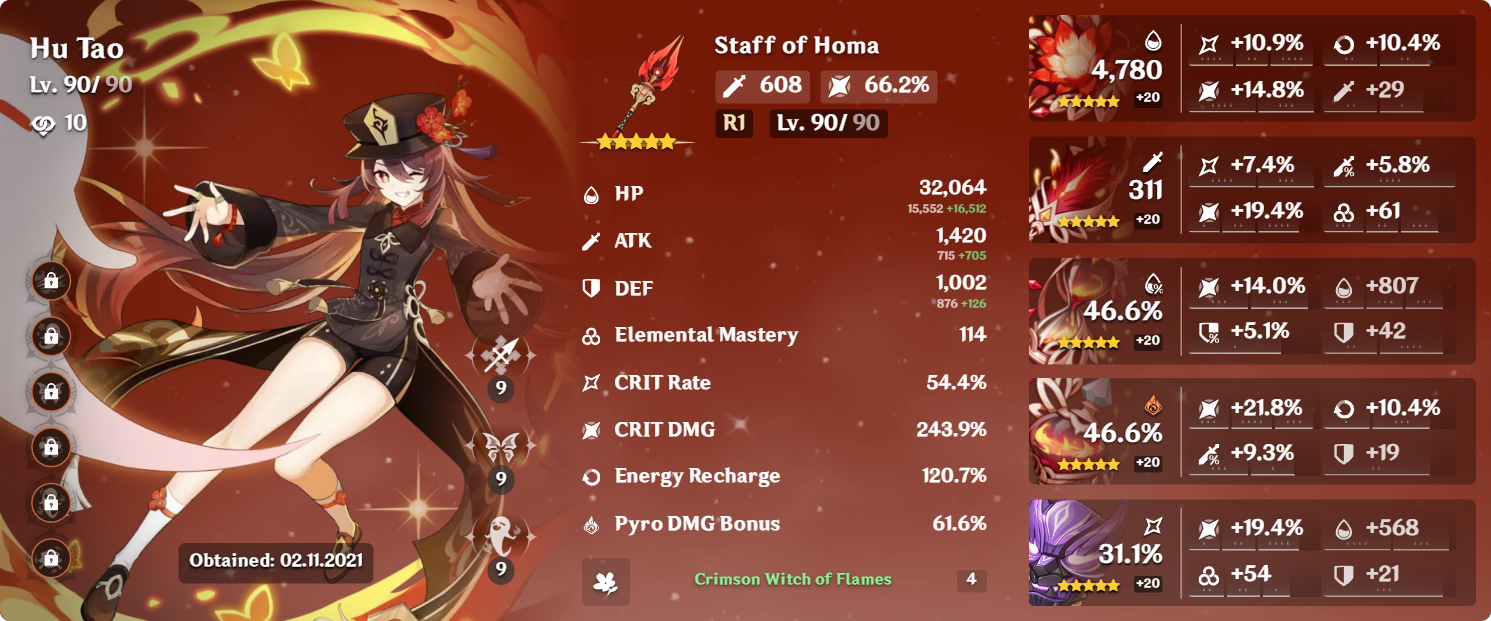 Hu Tao
Lv. 90/ 90
10
9
9
9
Obtained: 02.11.2021
Staff of Homa
608 66.2%
R1 Lv. 90/ 90
HP 32,064
15,552 +16,512
ATK 1,420
715 +705
DEF 1,002
876 +126
Elemental Mastery 114
CRIT Rate 54.4%
CRIT DMG 243.9%
Energy Recharge 120.7%
Pyro DMG Bonus 61.6%
Crimson Witch of Flames 4
4,780
+20
+10.9% +10.4%
+14.8% +29
311
+20
+7.4% +5.8%
+19.4% +61
46.6%
+20
+14.0% +807
+5.1% +42
46.6%
+20
+21.8% +10.4%
+9.3% +19
31.1%
+20
+19.4% +568
+54 +21